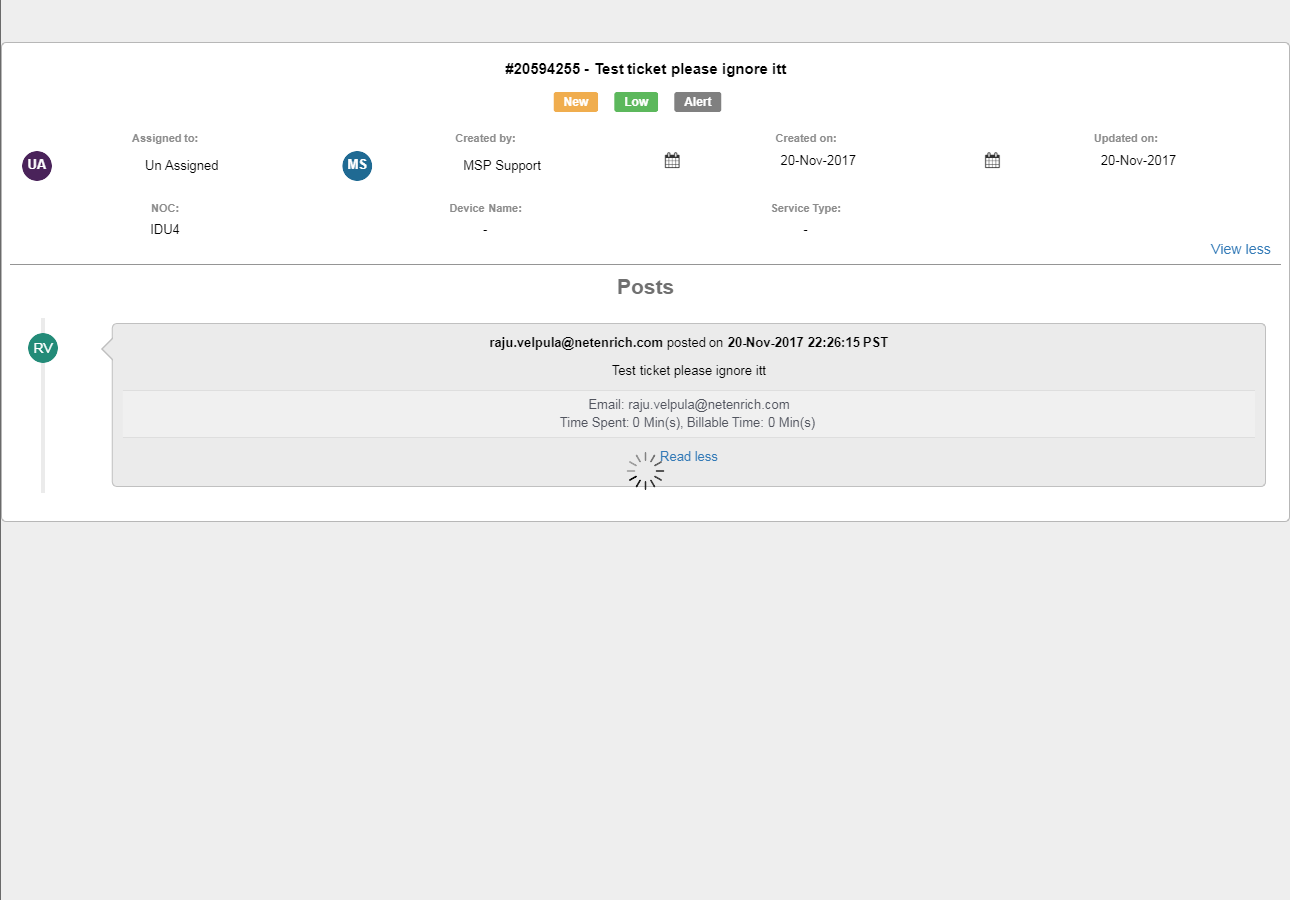 #20594255 - Test ticket please ignore itt
New Low Alert
Assigned to: Created by: Created on: Updated on:
UA Un Assigned MS MSP Support 20-Nov-2017 20-Nov-2017
NOC: Device Name: Service Type:
IDU4 - -
View less
Posts
RV raju.velpula@netenrich.com posted on 20-Nov-2017 22:26:15 PST
Test ticket please ignore itt
Email: raju.velpula@netenrich.com
Time Spent: 0 Min(s), Billable Time: 0 Min(s)
Read less